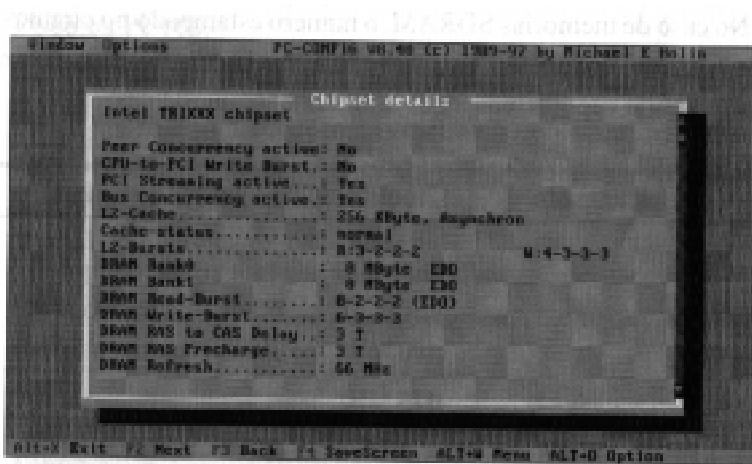 Window Options PC-CONFIG V8.90 (c) 1989-97 by Michael E Holin
Chipset details
Intel TRIXXX chipset
Peer Concurrency active: No
CPU-to-PCI Write Burst.: No
PCI Streaming active...: Yes
Bus Concurrency active.: Yes
L2-Cache...............: 256 KByte, Asynchron
Cache-status...........: normal
L2-Bursts..............: R:3-2-2-2 W:4-3-3-3
DRAM Bank0 : 8 MByte EDO
DRAM Bank1 : 8 MByte EDO
DRAM Read-Burst........: 8-2-2-2 (EDO)
DRAM Write-Burst.......: 6-3-3-3
DRAM RAS to CAS Delay..: 3 T
DRAM RAS Precharge.....: 3 T
DRAM Refresh...........: 66 MHz
Alt+X Exit F2 Next F3 Back F4 SaveScreen ALT+W Menu ALT+O Option